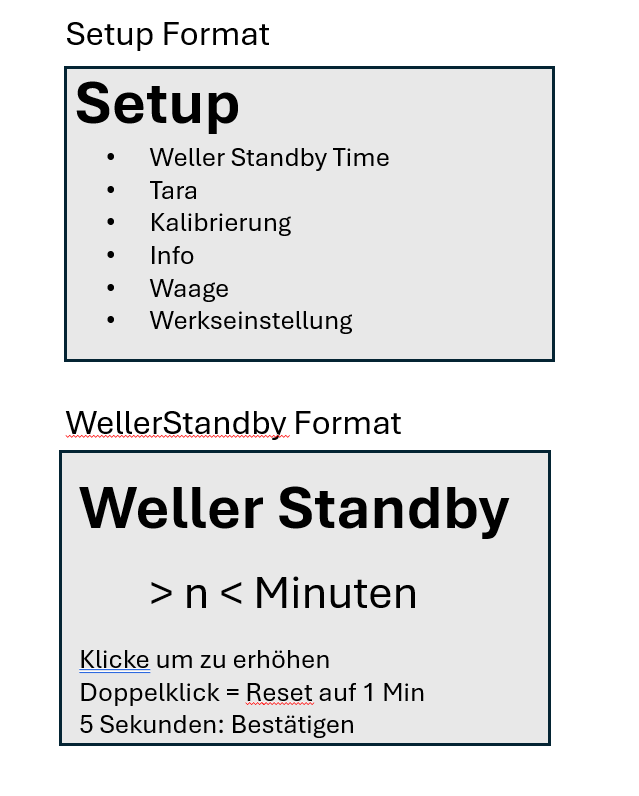 Setup Format
Setup
• Weller Standby Time
• Tara
• Kalibrierung
• Info
• Waage
• Werkseinstellung
WellerStandby Format
Weller Standby
> n < Minuten
Klicke um zu erhöhen
Doppelklick = Reset auf 1 Min
5 Sekunden: Bestätigen